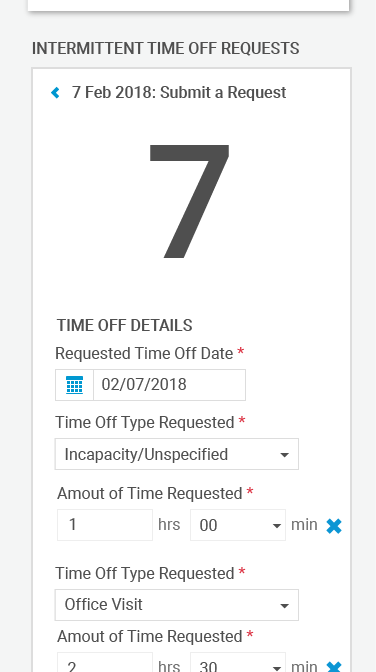 INTERMITTENT TIME OFF REQUESTS
7 Feb 2018: Submit a Request
7
TIME OFF DETAILS
Requested Time Off Date *
02/07/2018
Time Off Type Requested *
Incapacity/Unspecified
Amout of Time Requested *
1 hrs 00 min
Time Off Type Requested *
Office Visit
Amout of Time Requested *
2 hrs 30 min